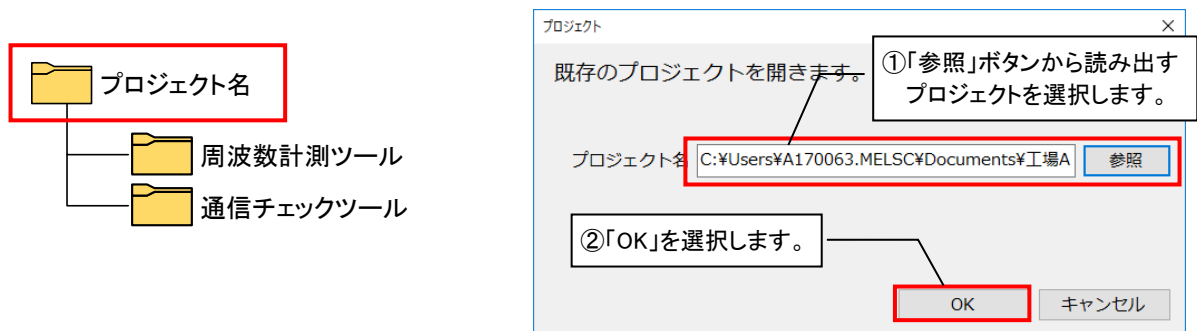 プロジェクト名
周波数計測ツール
通信チェックツール
プロジェクト
既存のプロジェクトを開きます。
①「参照」ボタンから読み出す
プロジェクトを選択します。
プロジェクト名 C:¥Users¥A170063.MELSC¥Documents¥工場A 参照
②「OK」を選択します。
OK キャンセル